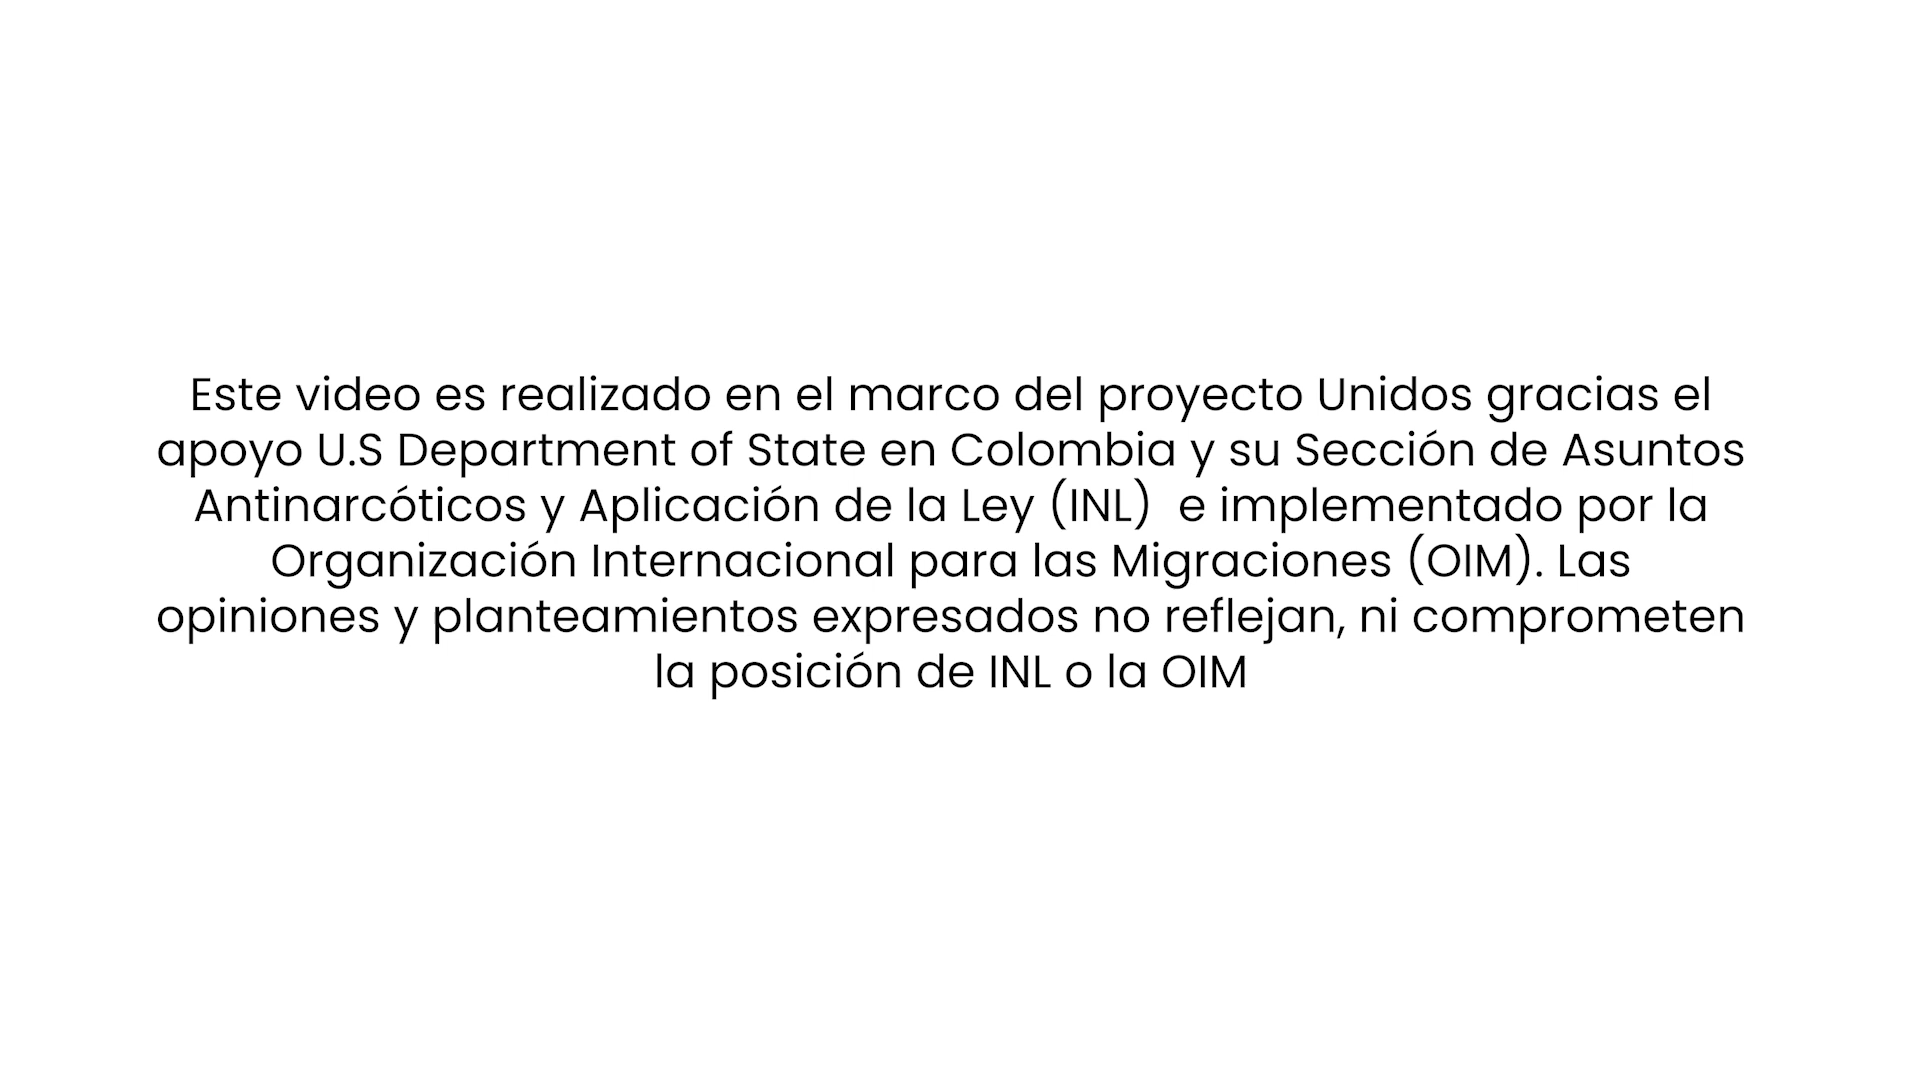 Este video es realizado en el marco del proyecto Unidos gracias el
apoyo U.S Department of State en Colombia y su Sección de Asuntos
Antinarcóticos y Aplicación de la Ley (INL)  e implementado por la
Organización Internacional para las Migraciones (OIM). Las
opiniones y planteamientos expresados no reflejan, ni comprometen
la posición de INL o la OIM